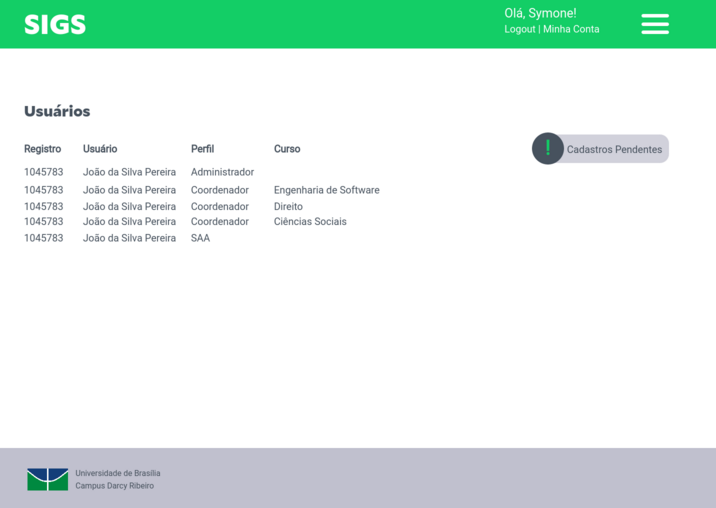 SIGS
Olá, Symone!
Logout | Minha Conta
Usuários
Registro Usuário Perfil Curso
! Cadastros Pendentes
1045783 João da Silva Pereira Administrador
1045783 João da Silva Pereira Coordenador Engenharia de Software
1045783 João da Silva Pereira Coordenador Direito
1045783 João da Silva Pereira Coordenador Ciências Sociais
1045783 João da Silva Pereira SAA
Universidade de Brasília
Campus Darcy Ribeiro